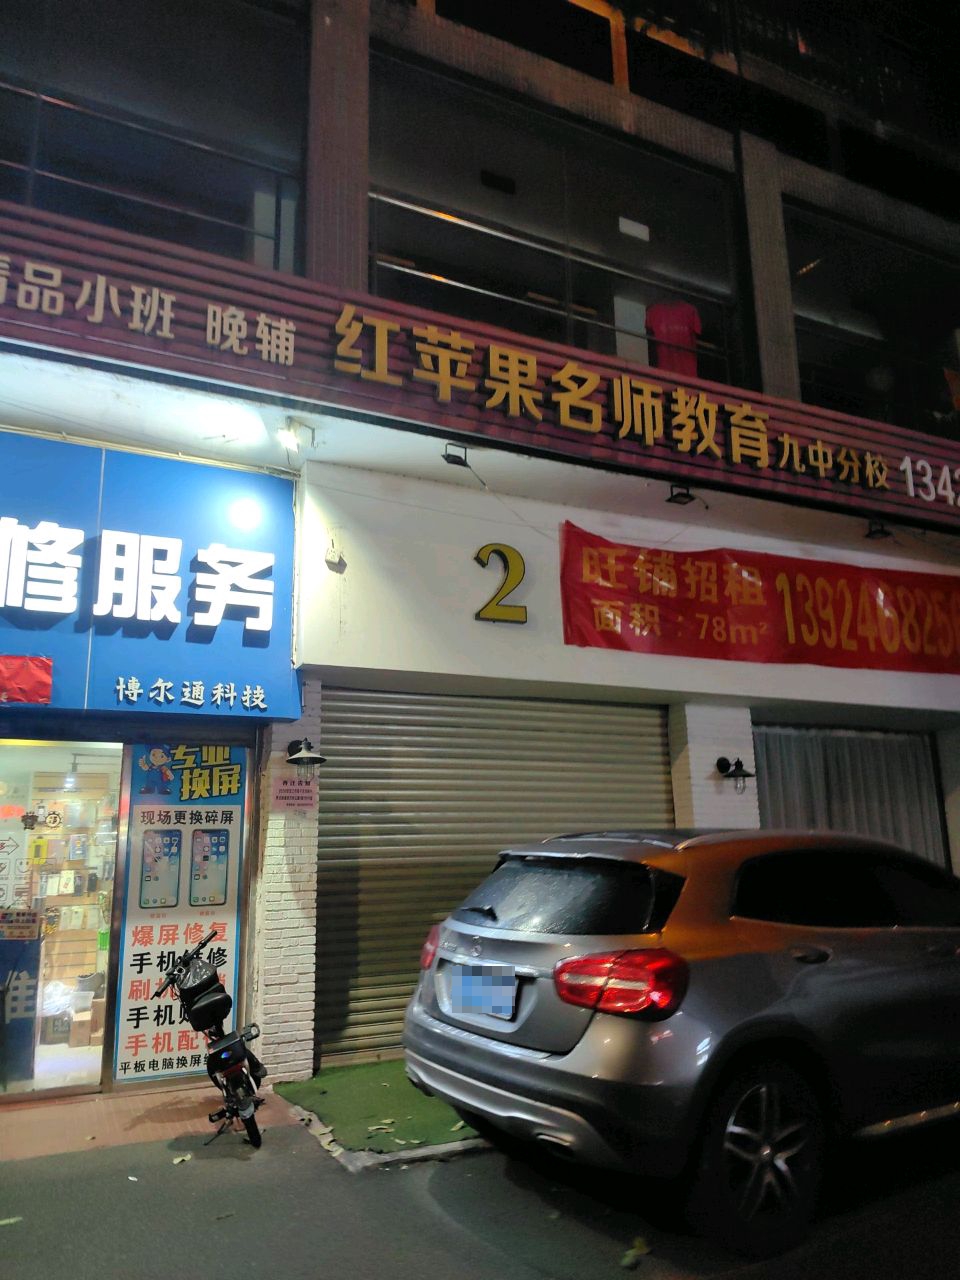 品小班 晚辅 红苹果名师教育 九中分校 1342
修服务
博尔通科技
2
旺铺招租
面积:78m²
139246825
专业
换屏
现场更换碎屏
爆屏修复
手机维修
手机
手机配
平板电脑换屏